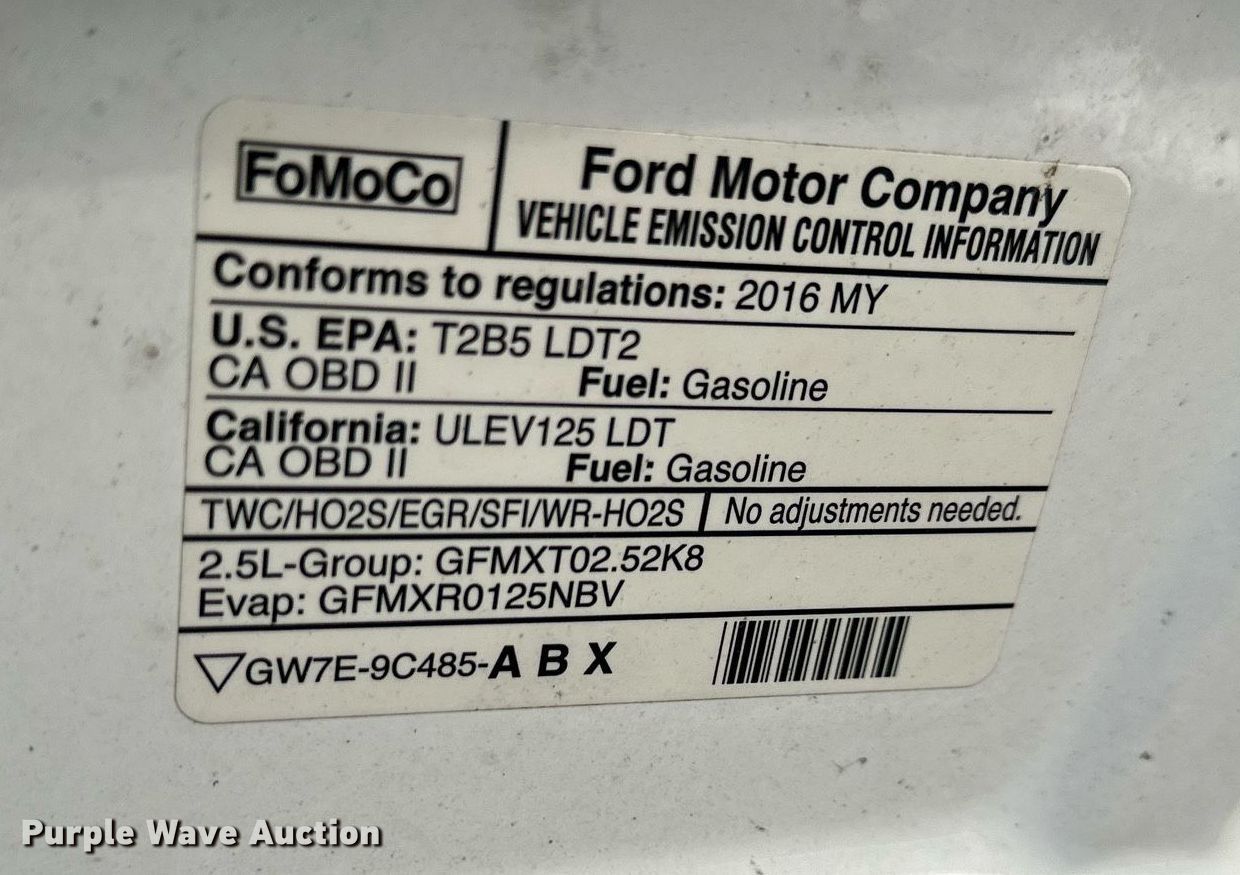 FoMoCo
Ford Motor Company
VEHICLE EMISSION CONTROL INFORMATION
Conforms to regulations: 2016 MY
U.S. EPA: T2B5 LDT2
CA OBD II Fuel: Gasoline
California: ULEV125 LDT
CA OBD II Fuel: Gasoline
TWC/HO2S/EGR/SFI/WR-HO2S No adjustments needed.
2.5L-Group: GFMXT02.52K8
Evap: GFMXR0125NBV
GW7E-9C485-A B X
Purple Wave Auction